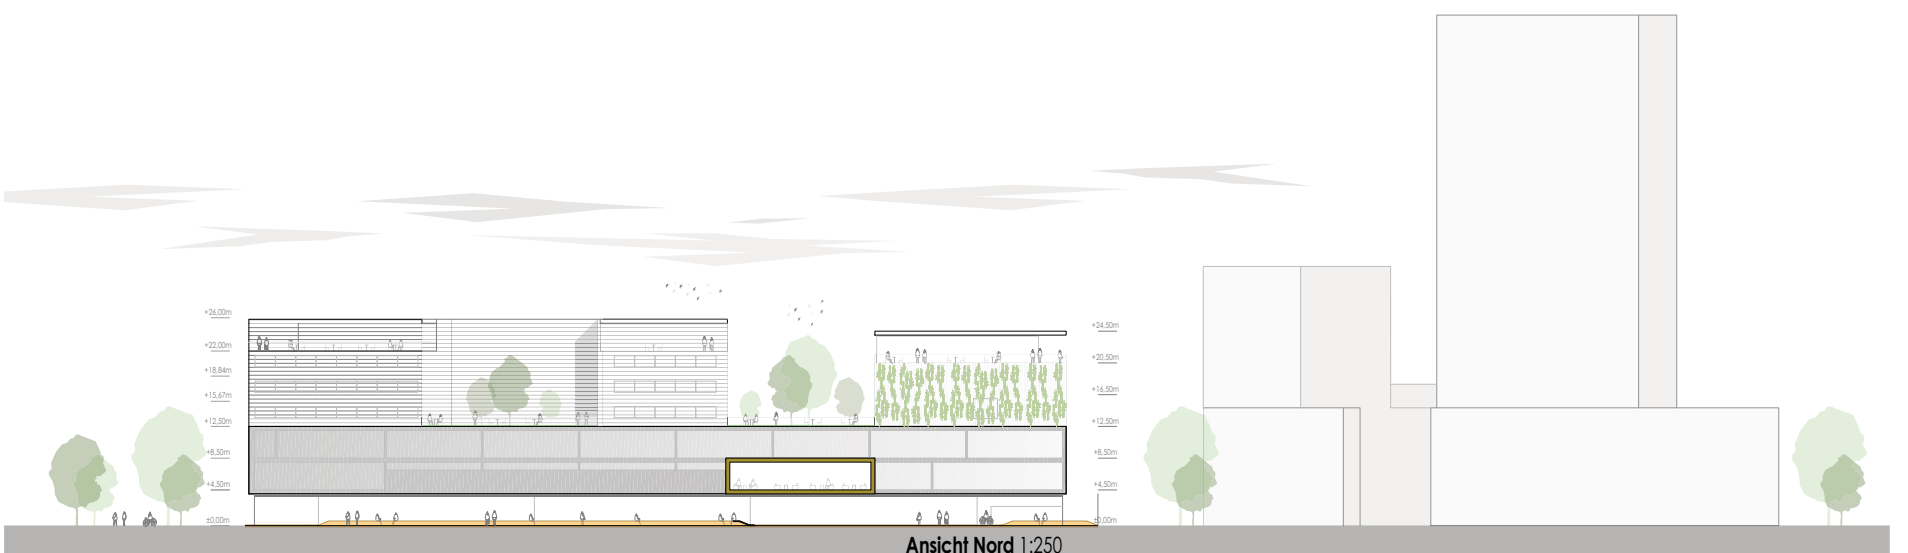 +26,00m
+22,00m
+18,84m
+15,67m
+12,50m
+8,50m
+4,50m
±0,00m
+24,50m
+20,50m
+16,50m
+12,50m
+8,50m
+4,50m
±0,00m
Ansicht Nord 1:250